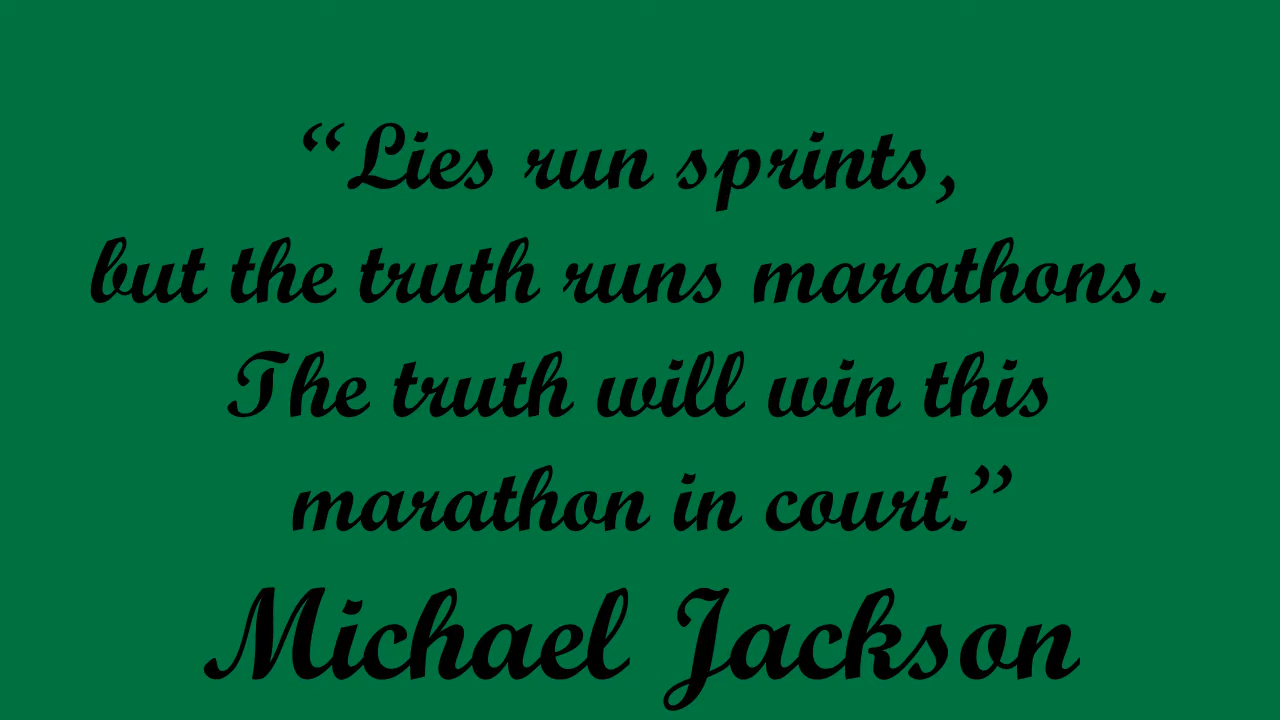 “Lies run sprints,
but the truth runs marathons.
The truth will win this
marathon in court.”
Michael Jackson